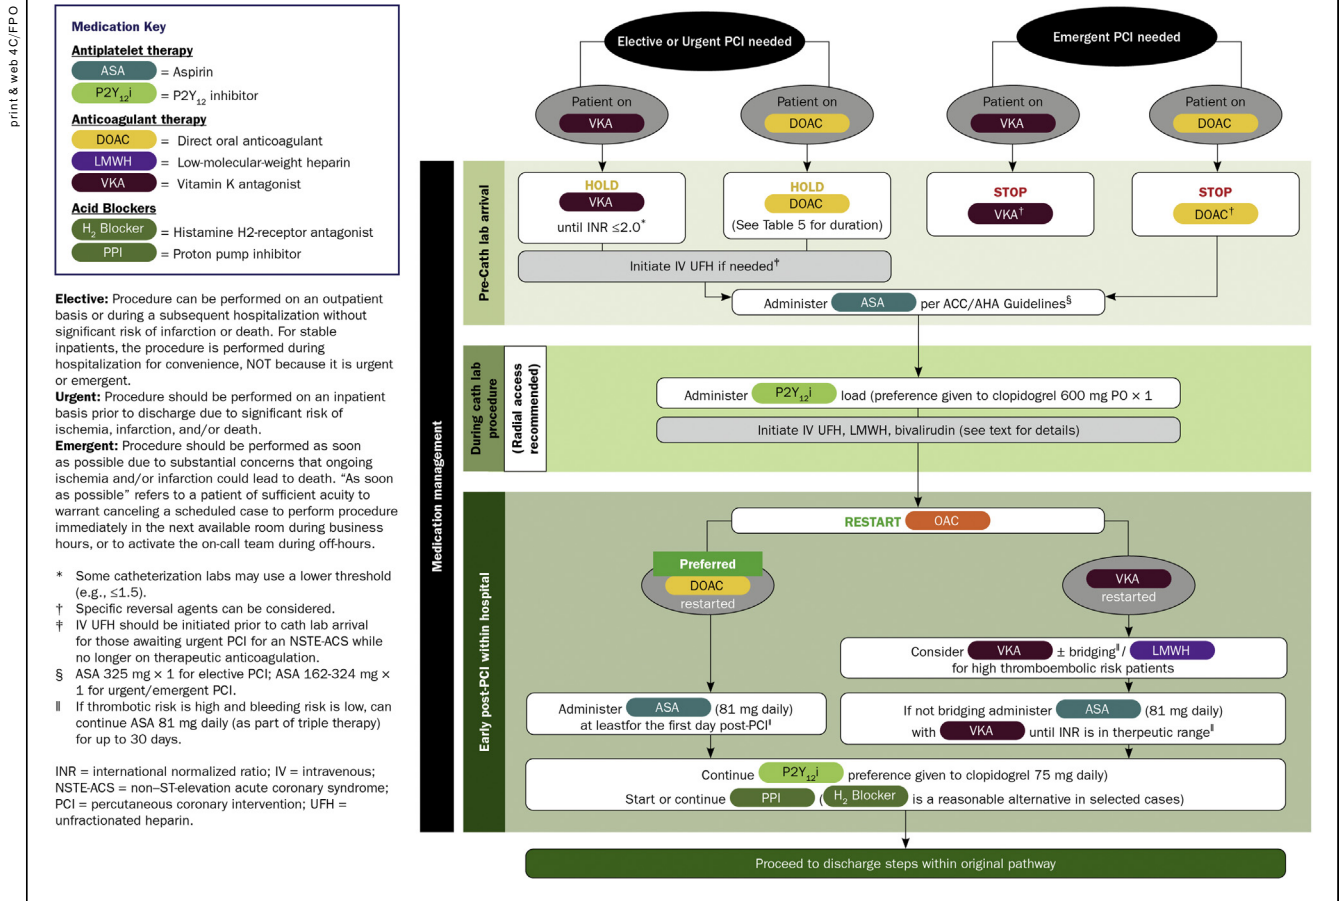 print & web 4C/FPO
Medication Key
Antiplatelet therapy
ASA = Aspirin
P2Y12i = P2Y12 inhibitor
Anticoagulant therapy
DOAC = Direct oral anticoagulant
LMWH = Low-molecular-weight heparin
VKA = Vitamin K antagonist
Acid Blockers
H2 Blocker = Histamine H2-receptor antagonist
PPI = Proton pump inhibitor
Elective: Procedure can be performed on an outpatient
basis or during a subsequent hospitalization without
significant risk of infarction or death. For stable
inpatients, the procedure is performed during
hospitalization for convenience, NOT because it is urgent
or emergent.
Urgent: Procedure should be performed on an inpatient
basis prior to discharge due to significant risk of
ischemia, infarction, and/or death.
Emergent: Procedure should be performed as soon
as possible due to substantial concerns that ongoing
ischemia and/or infarction could lead to death. “As soon
as possible” refers to a patient of sufficient acuity to
warrant canceling a scheduled case to perform procedure
immediately in the next available room during business
hours, or to activate the on-call team during off-hours.
* Some catheterization labs may use a lower threshold
(e.g., ≤1.5).
† Specific reversal agents can be considered.
‡ IV UFH should be initiated prior to cath lab arrival
for those awaiting urgent PCI for an NSTE-ACS while
no longer on therapeutic anticoagulation.
§ ASA 325 mg × 1 for elective PCI; ASA 162-324 mg ×
1 for urgent/emergent PCI.
‖ If thrombotic risk is high and bleeding risk is low, can
continue ASA 81 mg daily (as part of triple therapy)
for up to 30 days.
INR = international normalized ratio; IV = intravenous;
NSTE-ACS = non–ST-elevation acute coronary syndrome;
PCI = percutaneous coronary intervention; UFH =
unfractionated heparin.
Elective or Urgent PCI needed
Emergent PCI needed
Patient on
VKA
Patient on
DOAC
Patient on
VKA
Patient on
DOAC
Medication management
Pre-Cath lab arrival
HOLD
VKA
until INR ≤2.0*
HOLD
DOAC
(See Table 5 for duration)
STOP
VKA†
STOP
DOAC†
Initiate IV UFH if needed‡
Administer ASA per ACC/AHA Guidelines§
During cath lab
procedure
(Radial access
recommended)
Administer P2Y12i load (preference given to clopidogrel 600 mg PO × 1
Initiate IV UFH, LMWH, bivalirudin (see text for details)
Early post-PCI within hospital
RESTART OAC
Preferred
DOAC
restarted
VKA
restarted
Consider VKA ± bridging‖ / LMWH
for high thromboembolic risk patients
Administer ASA (81 mg daily)
at leastfor the first day post-PCI‖
If not bridging administer ASA (81 mg daily)
with VKA until INR is in therpeutic range‖
Continue P2Y12i preference given to clopidogrel 75 mg daily)
Start or continue PPI (H2 Blocker is a reasonable alternative in selected cases)
Proceed to discharge steps within original pathway